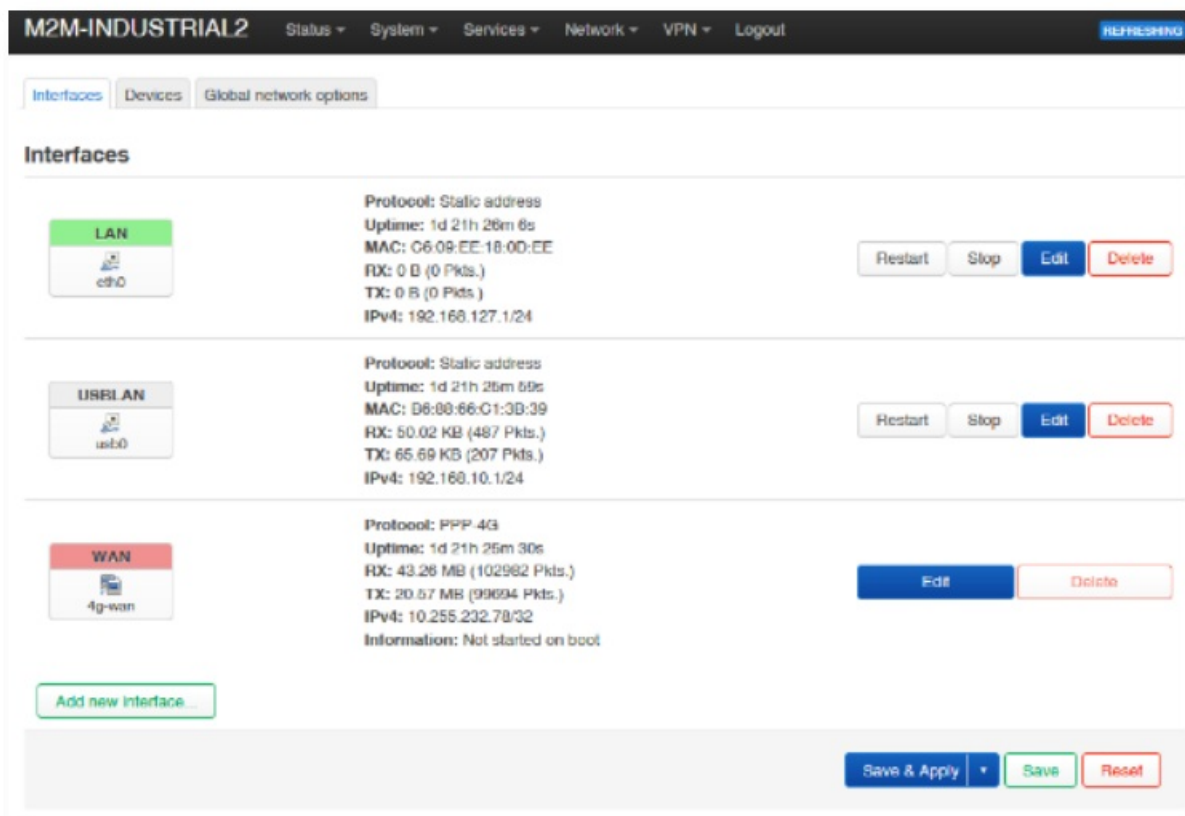 M2M-INDUSTRIAL2 Status System Services Network VPN Logout REFRESHING
Interfaces Devices Global network options
Interfaces
LAN
eth0
Protocol: Static address
Uptime: 1d 21h 26m 6s
MAC: C6:09:EE:18:0D:EE
RX: 0 B (0 Pkts.)
TX: 0 B (0 Pkts.)
IPv4: 192.168.127.1/24
Restart Stop Edit Delete
USBLAN
usb0
Protocol: Static address
Uptime: 1d 21h 25m 59s
MAC: B6:88:66:C1:3B:39
RX: 50.02 KB (487 Pkts.)
TX: 65.69 KB (207 Pkts.)
IPv4: 192.168.10.1/24
Restart Stop Edit Delete
WAN
4g-wan
Protocol: PPP-4G
Uptime: 1d 21h 25m 30s
RX: 43.26 MB (102982 Pkts.)
TX: 20.57 MB (99694 Pkts.)
IPv4: 10.255.232.78/32
Information: Not started on boot
Edit Delete
Add new interface...
Save & Apply Save Reset